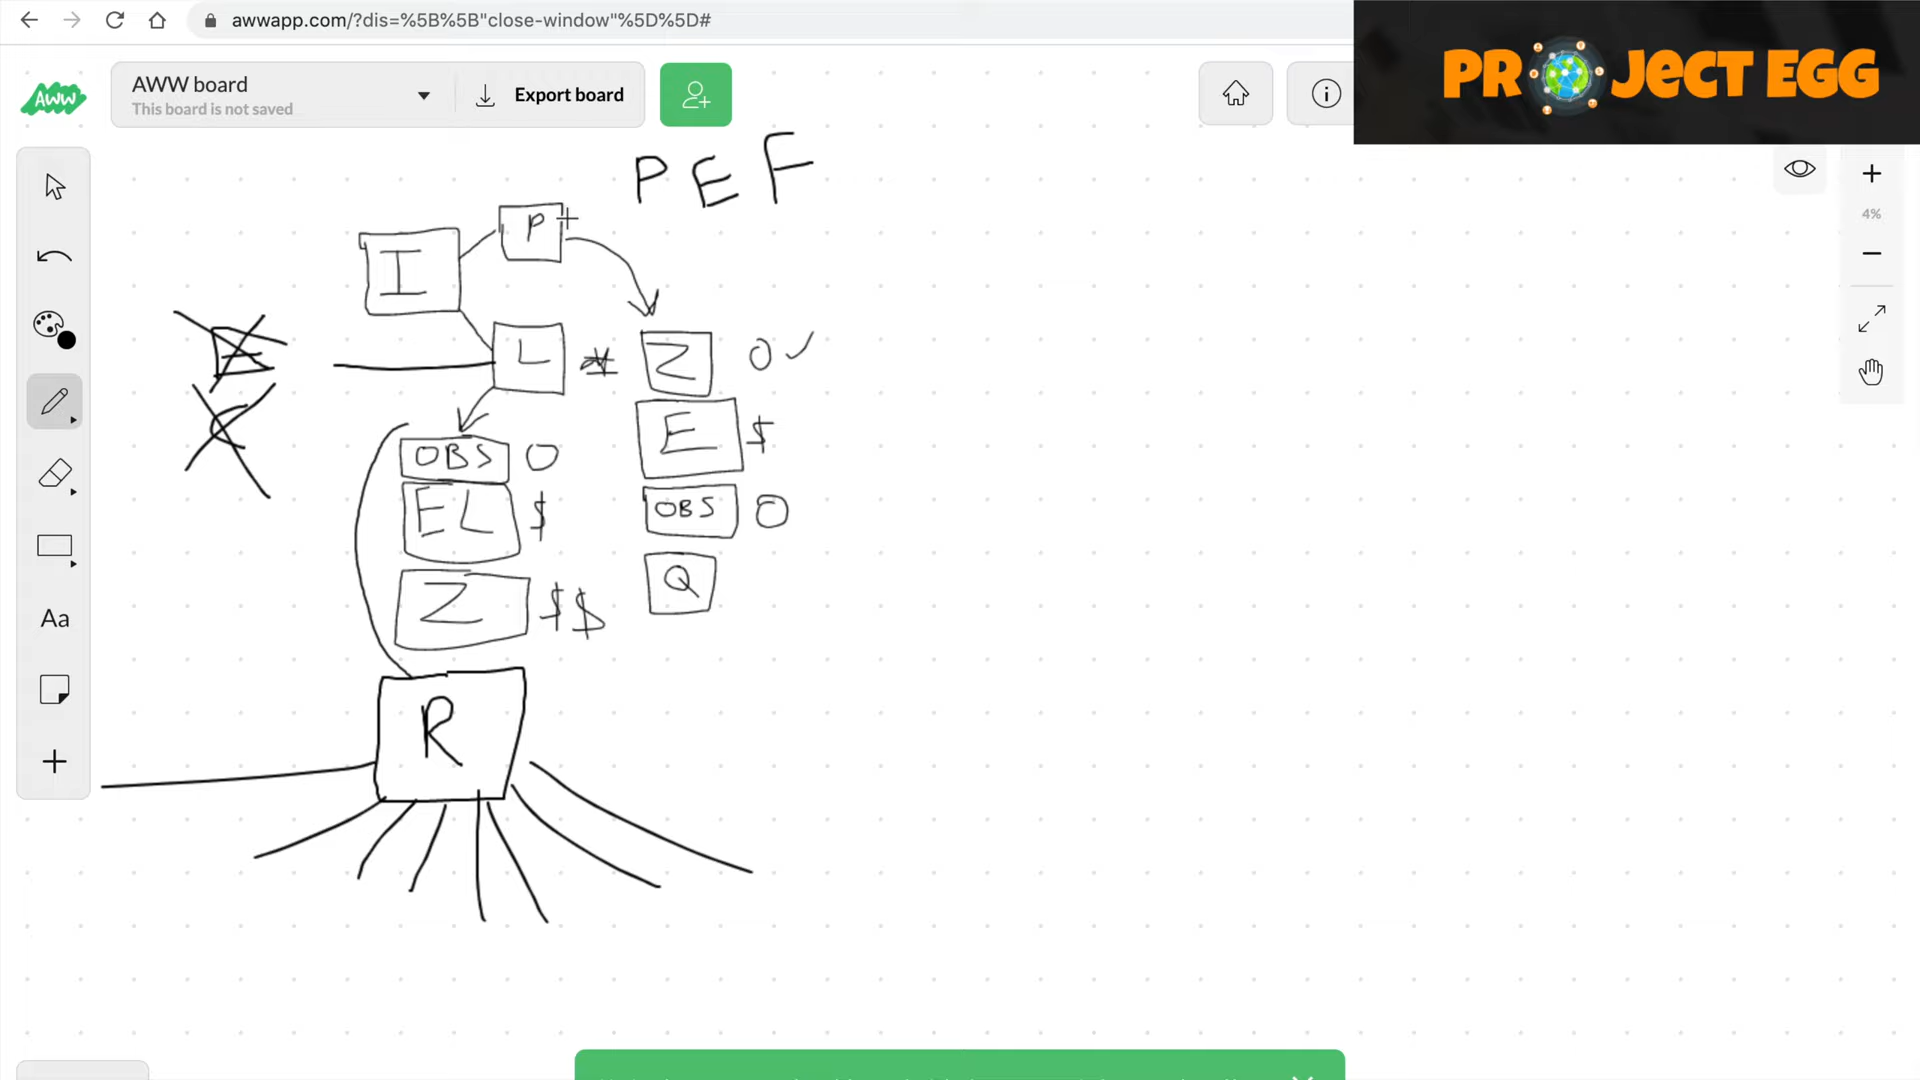 awwapp.com/?dis=%5B%5B"close-window"%5D%5D#
PROJECT EGG
AWW
AWW board
This board is not saved
Export board
4%
Aa
PEF
I
P
L
Z
O
E
$
OBS
O
Q
OBS
O
EL
$
Z
$$
R